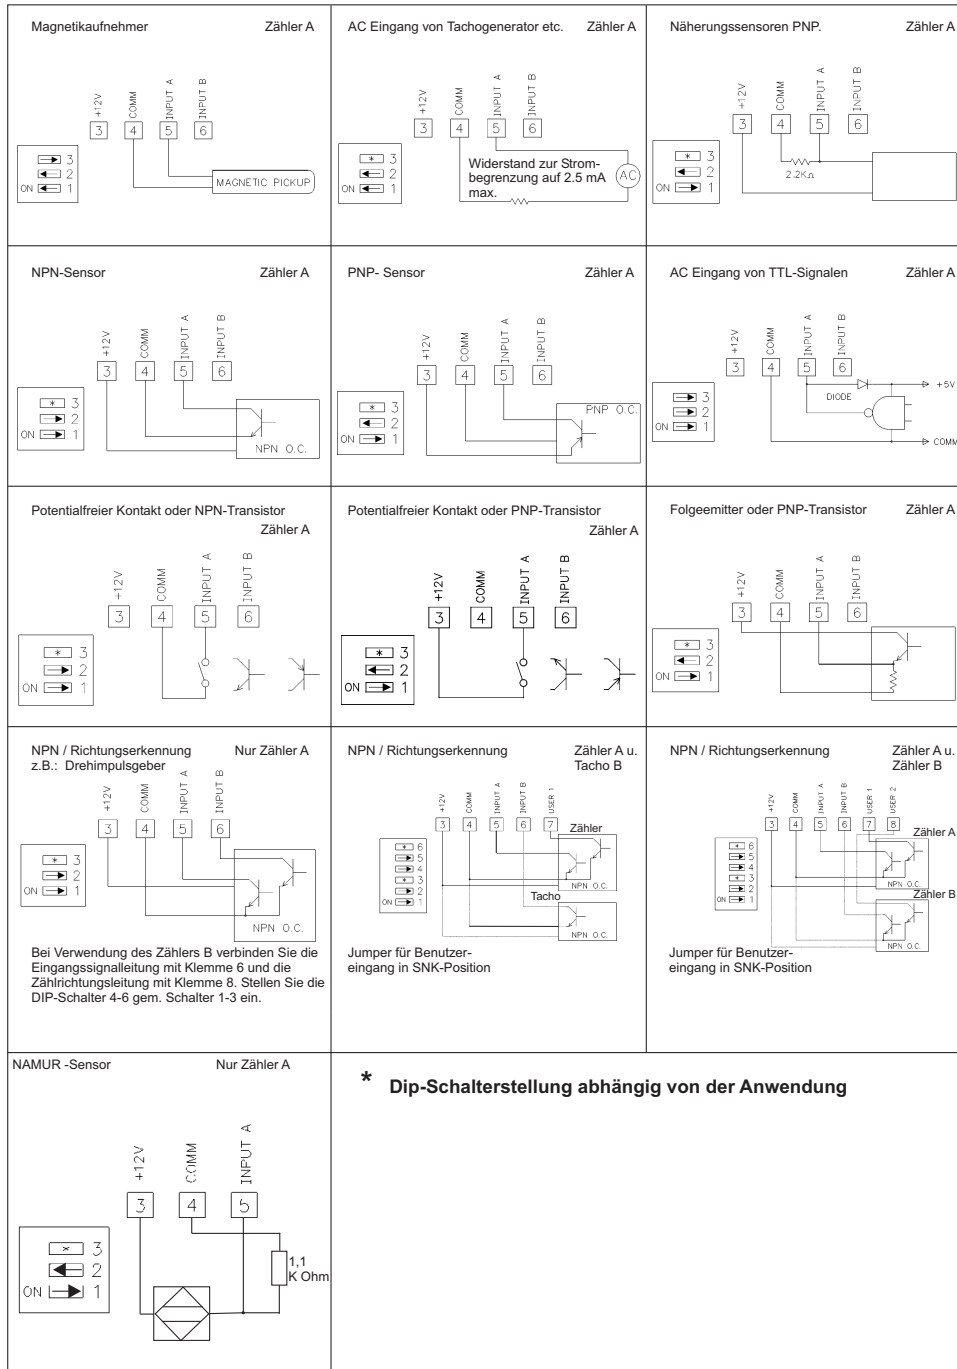 Magnetikaufnehmer Zähler A
+12V COMM INPUT A INPUT B
3 4 5 6
3
2
ON 1
MAGNETIC PICKUP
AC Eingang von Tachogenerator etc. Zähler A
+12V COMM INPUT A INPUT B
3 4 5 6
* 3
2
ON 1
Widerstand zur Strom-
begrenzung auf 2.5 mA
max.
AC
Näherungssensoren PNP. Zähler A
+12V COMM INPUT A INPUT B
3 4 5 6
* 3
2
ON 1
2.2KΩ
NPN-Sensor Zähler A
+12V COMM INPUT A INPUT B
3 4 5 6
* 3
2
ON 1
NPN O.C.
PNP- Sensor Zähler A
+12V COMM INPUT A INPUT B
3 4 5 6
* 3
2
ON 1
PNP O.C.
AC Eingang von TTL-Signalen Zähler A
+12V COMM INPUT A INPUT B
3 4 5 6
3
2
ON 1
DIODE
+5V
COMM
Potentialfreier Kontakt oder NPN-Transistor
Zähler A
+12V COMM INPUT A INPUT B
3 4 5 6
* 3
2
ON 1
Potentialfreier Kontakt oder PNP-Transistor
Zähler A
+12V COMM INPUT A INPUT B
3 4 5 6
* 3
2
ON 1
Folgeemitter oder PNP-Transistor Zähler A
+12V COMM INPUT A INPUT B
3 4 5 6
* 3
2
ON 1
NPN / Richtungserkennung Nur Zähler A
z.B.: Drehimpulsgeber
+12V COMM INPUT A INPUT B
3 4 5 6
* 3
2
ON 1
NPN O.C.
Bei Verwendung des Zählers B verbinden Sie die
Eingangssignalleitung mit Klemme 6 und die
Zählrichtungsleitung mit Klemme 8. Stellen Sie die
DIP-Schalter 4-6 gem. Schalter 1-3 ein.
NPN / Richtungserkennung Zähler A u.
Tacho B
+12V COMM INPUT A INPUT B USER 1
3 4 5 6 7
Zähler
* 6
5
4
* 3
2
ON 1
NPN O.C.
Tacho
NPN O.C.
Jumper für Benutzer-
eingang in SNK-Position
NPN / Richtungserkennung Zähler A u.
Zähler B
+12V COMM INPUT A INPUT B USER 1 USER 2
3 4 5 6 7 8
Zähler A
* 6
5
4
* 3
2
ON 1
NPN O.C.
Zähler B
NPN O.C.
Jumper für Benutzer-
eingang in SNK-Position
NAMUR -Sensor Nur Zähler A
+12V COMM INPUT A
3 4 5
* 3
2
ON 1
1,1
K Ohm
* Dip-Schalterstellung abhängig von der Anwendung